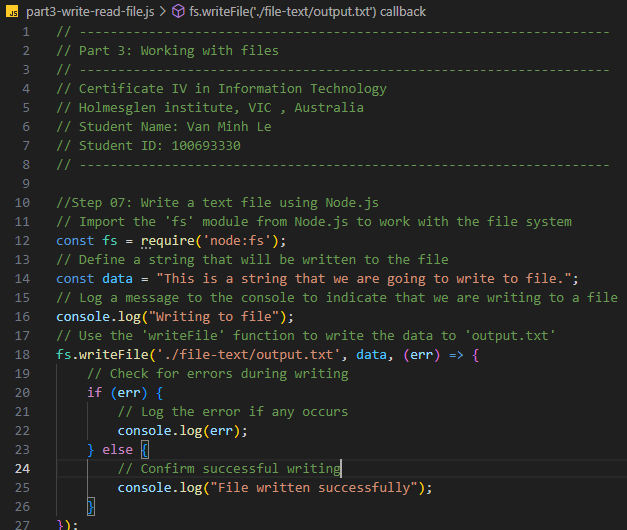 JS part3-write-read-file.js > fs.writeFile('./file-text/output.txt') callback
1 // ------------------------------------------------------------------
2 // Part 3: Working with files
3 // ------------------------------------------------------------------
4 // Certificate IV in Information Technology
5 // Holmesglen institute, VIC , Australia
6 // Student Name: Van Minh Le
7 // Student ID: 100693330
8 // ------------------------------------------------------------------
9
10 //Step 07: Write a text file using Node.js
11 // Import the 'fs' module from Node.js to work with the file system
12 const fs = require('node:fs');
13 // Define a string that will be written to the file
14 const data = "This is a string that we are going to write to file.";
15 // Log a message to the console to indicate that we are writing to a file
16 console.log("Writing to file");
17 // Use the 'writeFile' function to write the data to 'output.txt'
18 fs.writeFile('./file-text/output.txt', data, (err) => {
19 // Check for errors during writing
20 if (err) {
21 // Log the error if any occurs
22 console.log(err);
23 } else {
24 // Confirm successful writing
25 console.log("File written successfully");
26 }
27 });